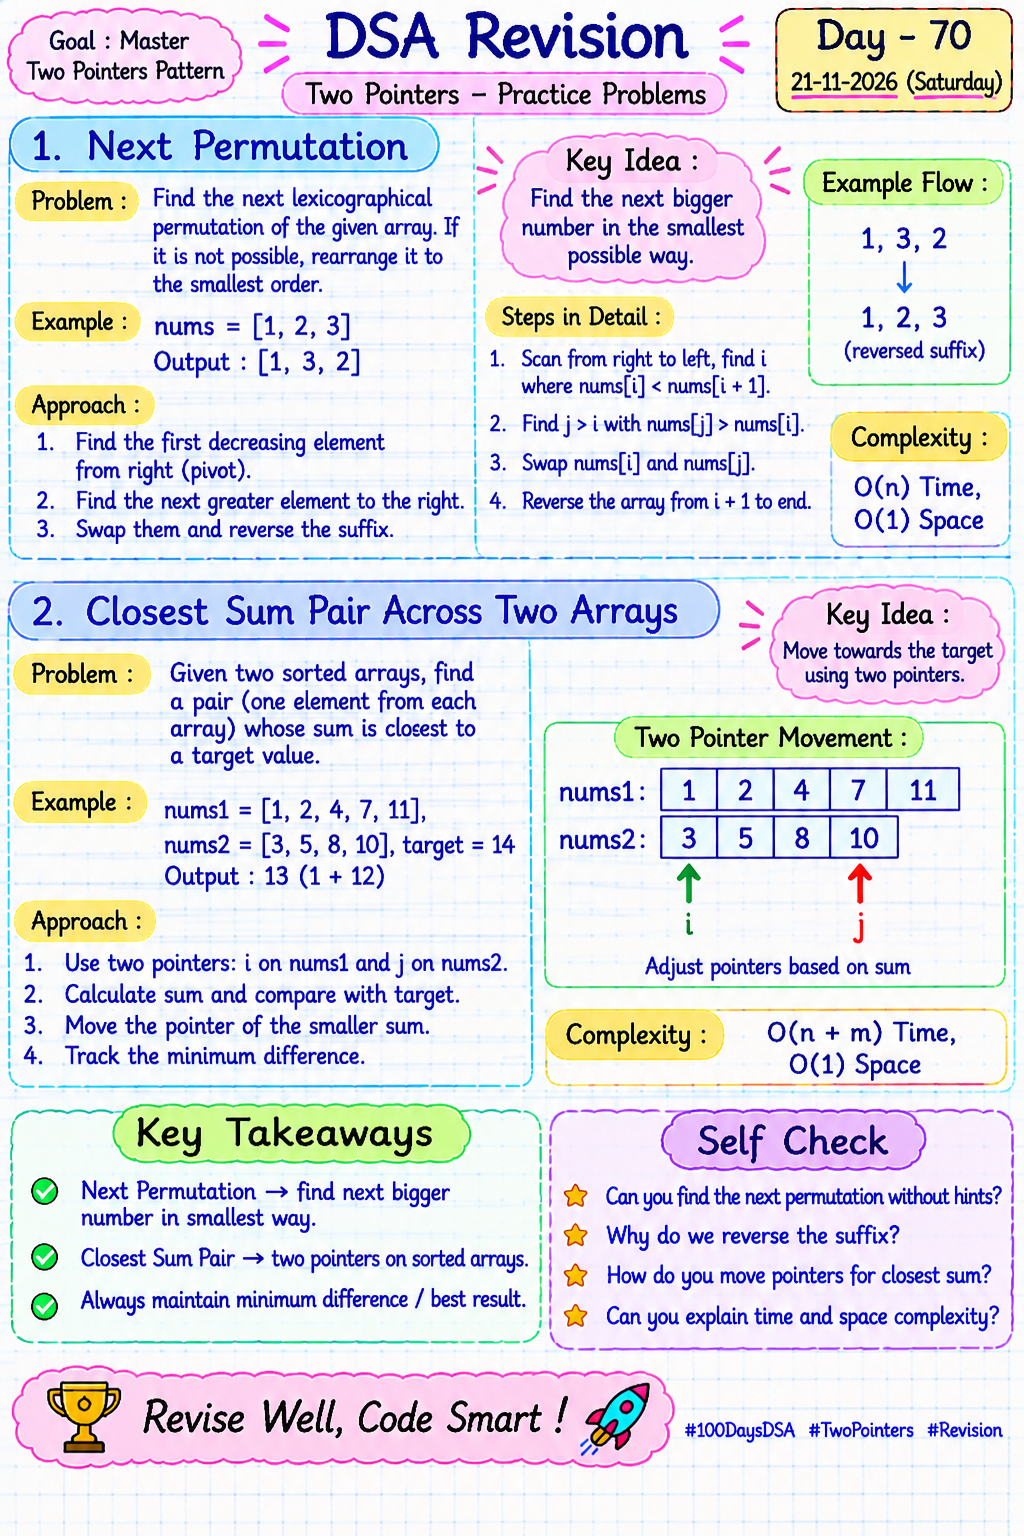 Goal : Master
Two Pointers Pattern
DSA Revision
Two Pointers – Practice Problems
Day – 70
21-11-2026 (Saturday)
1. Next Permutation
Problem :
Find the next lexicographical
permutation of the given array. If
it is not possible, rearrange it to
the smallest order.
Example :
nums = [1, 2, 3]
Output : [1, 3, 2]
Approach :
1. Find the first decreasing element
from right (pivot).
2. Find the next greater element to the right.
3. Swap them and reverse the suffix.
Key Idea :
Find the next bigger
number in the smallest
possible way.
Steps in Detail :
1. Scan from right to left, find i
where nums[i] < nums[i + 1].
2. Find j > i with nums[j] > nums[i].
3. Swap nums[i] and nums[j].
4. Reverse the array from i + 1 to end.
Example Flow :
1, 3, 2
↓
1, 2, 3
(reversed suffix)
Complexity :
O(n) Time,
O(1) Space
2. Closest Sum Pair Across Two Arrays
Problem :
Given two sorted arrays, find
a pair (one element from each
array) whose sum is closest to
a target value.
Example :
nums1 = [1, 2, 4, 7, 11],
nums2 = [3, 5, 8, 10], target = 14
Output : 13 (1 + 12)
Approach :
1. Use two pointers: i on nums1 and j on nums2.
2. Calculate sum and compare with target.
3. Move the pointer of the smaller sum.
4. Track the minimum difference.
Key Idea :
Move towards the target
using two pointers.
Two Pointer Movement :
nums1: 1 2 4 7 11
nums2: 3 5 8 10
i j
Adjust pointers based on sum
Complexity :
O(n + m) Time,
O(1) Space
Key Takeaways
Next Permutation → find next bigger
number in smallest way.
Closest Sum Pair → two pointers on sorted arrays.
Always maintain minimum difference / best result.
Self Check
Can you find the next permutation without hints?
Why do we reverse the suffix?
How do you move pointers for closest sum?
Can you explain time and space complexity?
Revise Well, Code Smart !
#100DaysDSA #TwoPointers #Revision